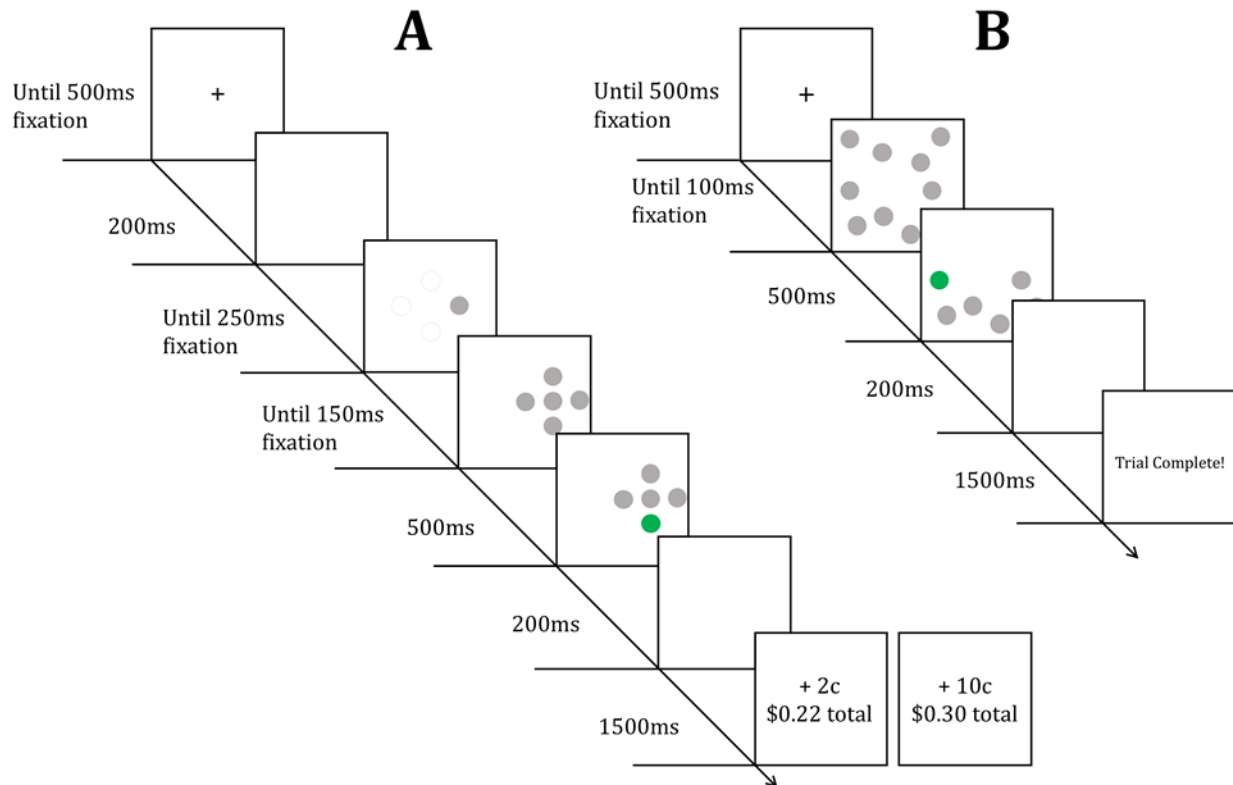 A
+
Until 500ms
fixation
200ms
Until 250ms
fixation
Until 150ms
fixation
500ms
200ms
1500ms
+ 2c
$0.22 total
+ 10c
$0.30 total
B
+
Until 500ms
fixation
Until 100ms
fixation
500ms
200ms
1500ms
Trial Complete!